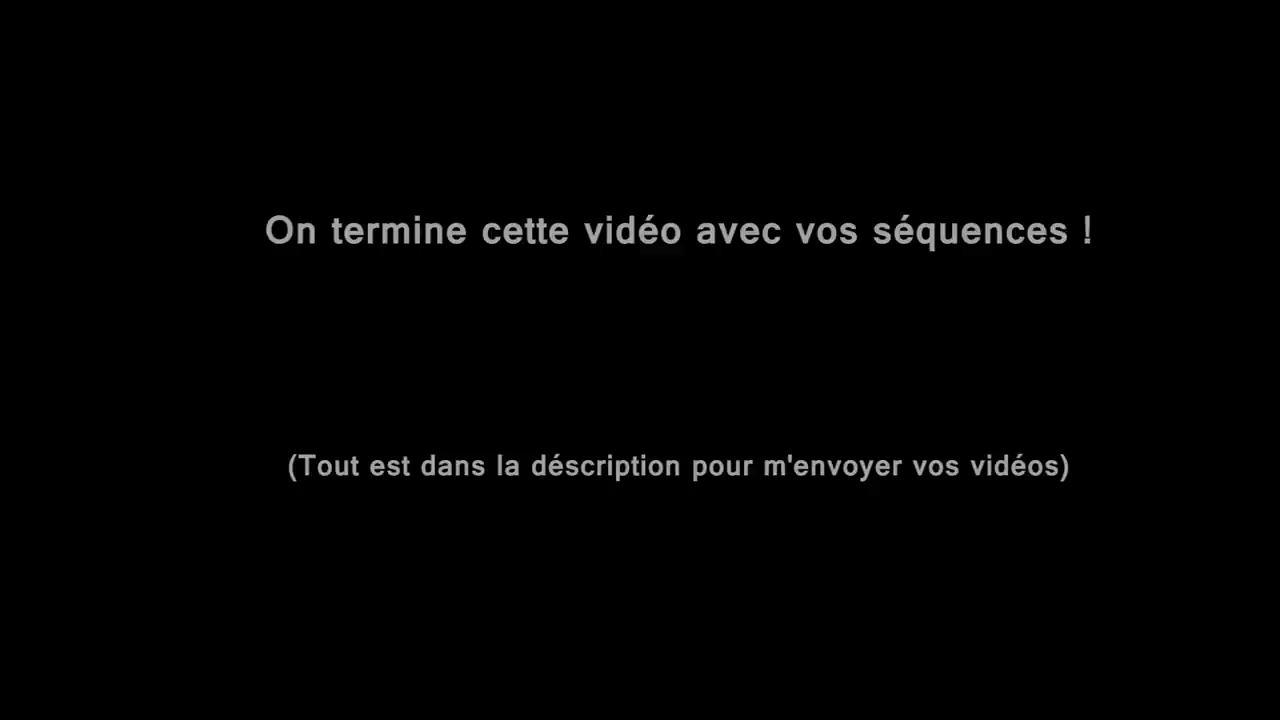 On termine cette vidéo avec vos séquences !
(Tout est dans la déscription pour m'envoyer vos vidéos)